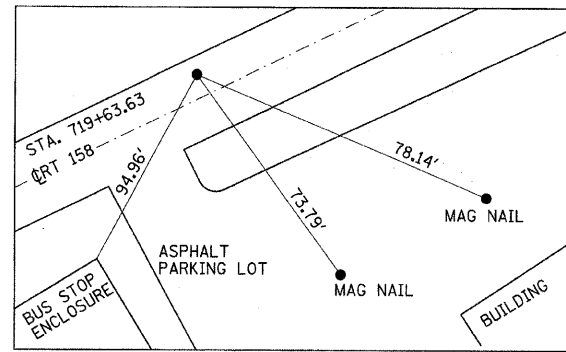 STA. 719+63.63
℄RT 158
94.96'
73.79'
78.14'
MAG NAIL
ASPHALT
PARKING LOT
MAG NAIL
BUS STOP
ENCLOSURE
BUILDING